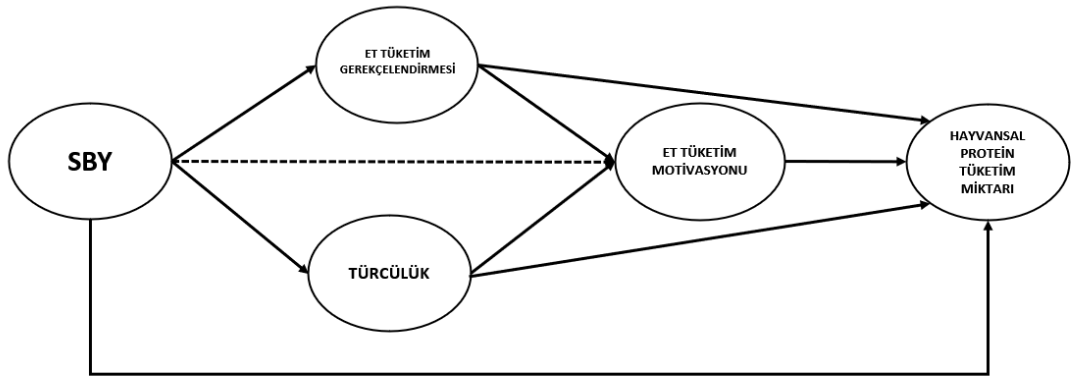 ET TÜKETİM
GEREKÇELENDİRMESİ
SBY
ET TÜKETİM
MOTİVASYONU
HAYVANSAL
PROTEİN
TÜKETİM
MİKTARI
TÜRCÜLÜK